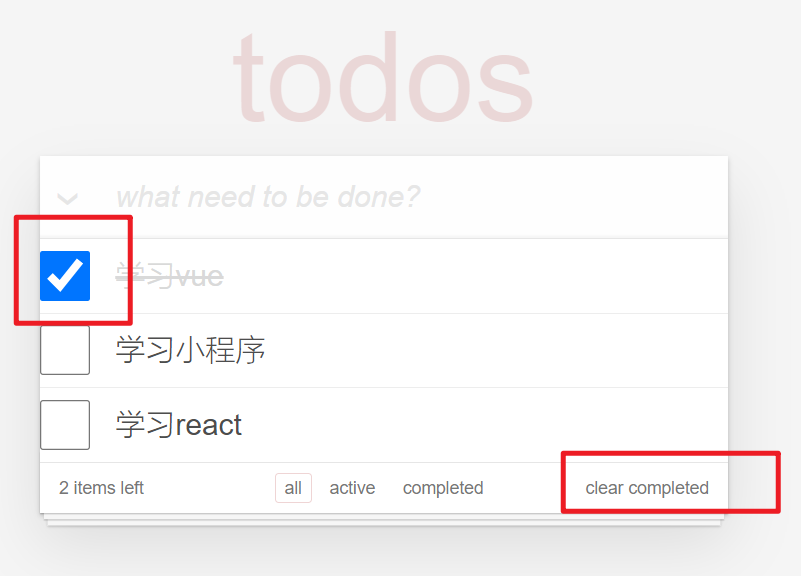 todos
what need to be done?
学习vue
学习小程序
学习react
2 items left all active completed clear completed